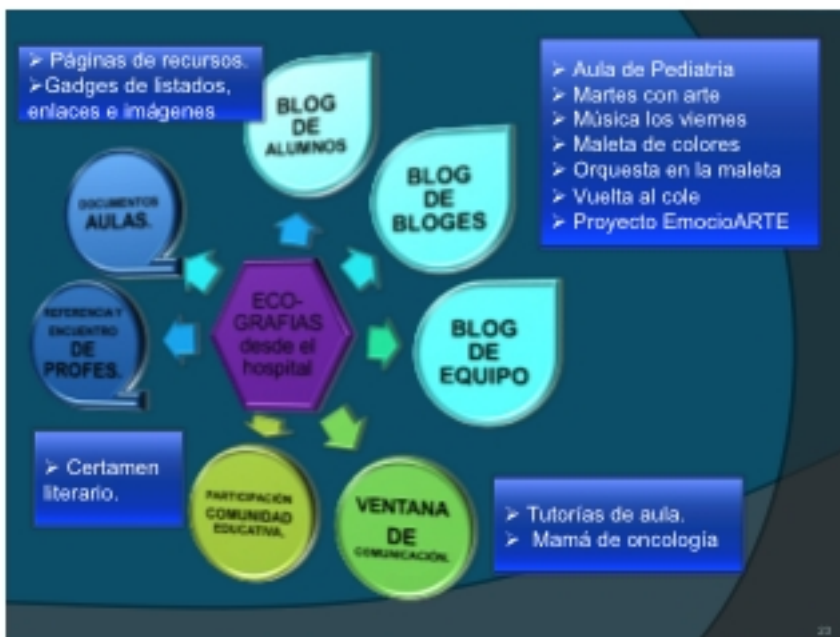 ➢ Páginas de recursos.
➢Gadges de listados,
enlaces e imágenes
BLOG
DE
ALUMNOS
➢ Aula de Pediatria
➢ Martes con arte
➢ Música los viernes
➢ Maleta de colores
➢ Orquesta en la maleta
➢ Vuelta al cole
➢ Proyecto EmocioARTE
BLOG
DE
BLOGES
DOCUMENTOS
AULAS.
ECO-
GRAFIAS
desde el
hospital
REFERENCIA Y
ENCUENTRO
DE
PROFES.
BLOG
DE
EQUIPO
➢ Certamen
literario.
PARTICIPACIÓN
COMUNIDAD
EDUCATIVA.
VENTANA
DE
COMUNICACIÓN.
➢ Tutorías de aula.
➢ Mamá de oncología
23